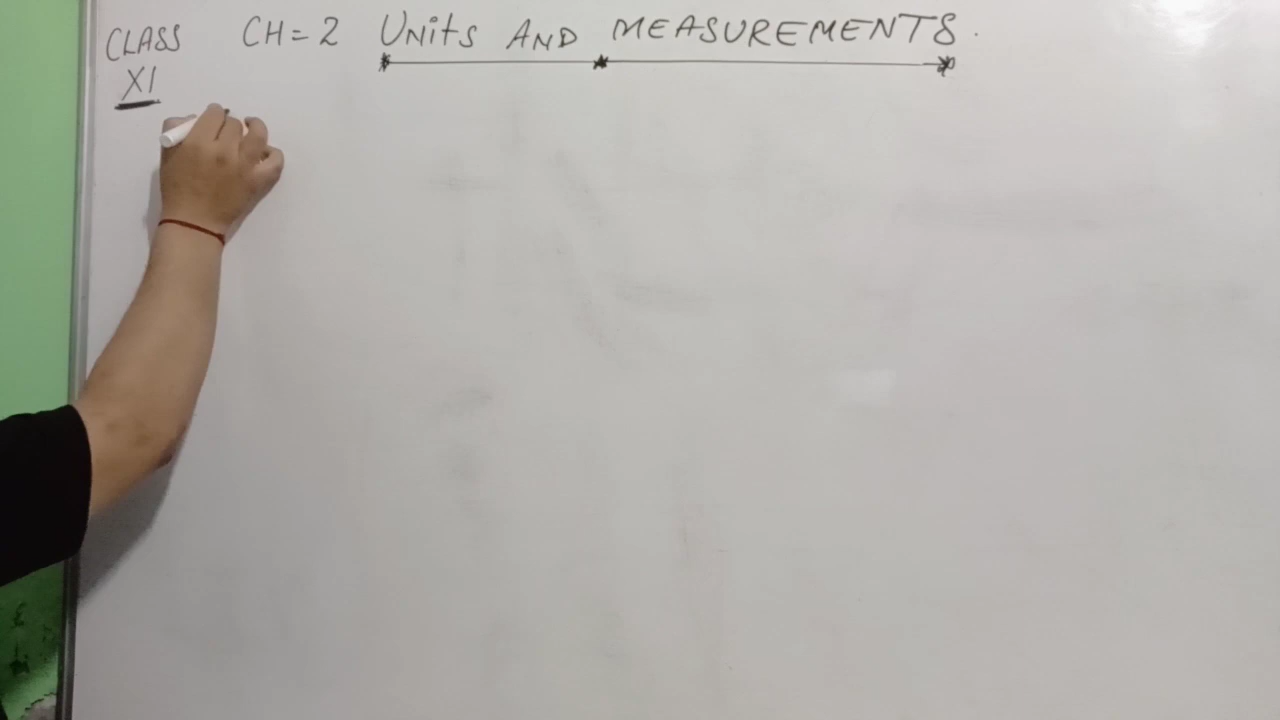 CLASS CH=2 UNiTS AND MEASUREMENTS.
XI